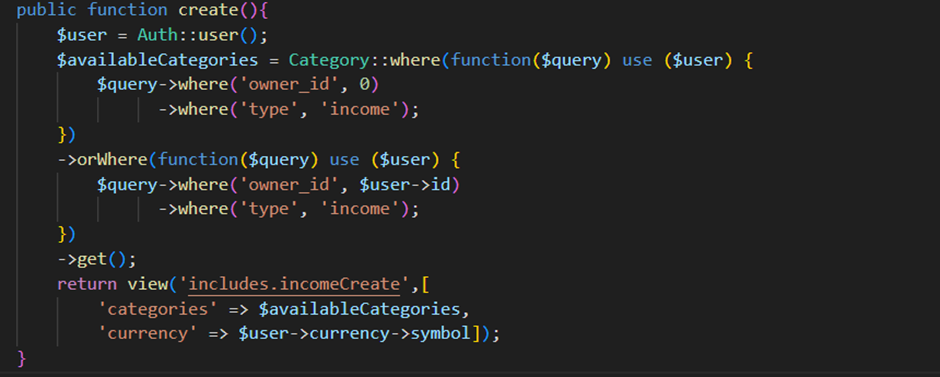 public function create(){
$user = Auth::user();
$availableCategories = Category::where(function($query) use ($user) {
$query->where('owner_id', 0)
->where('type', 'income');
})
->orWhere(function($query) use ($user) {
$query->where('owner_id', $user->id)
->where('type', 'income');
})
->get();
return view('includes.incomeCreate',[
'categories' => $availableCategories,
'currency' => $user->currency->symbol]);
}